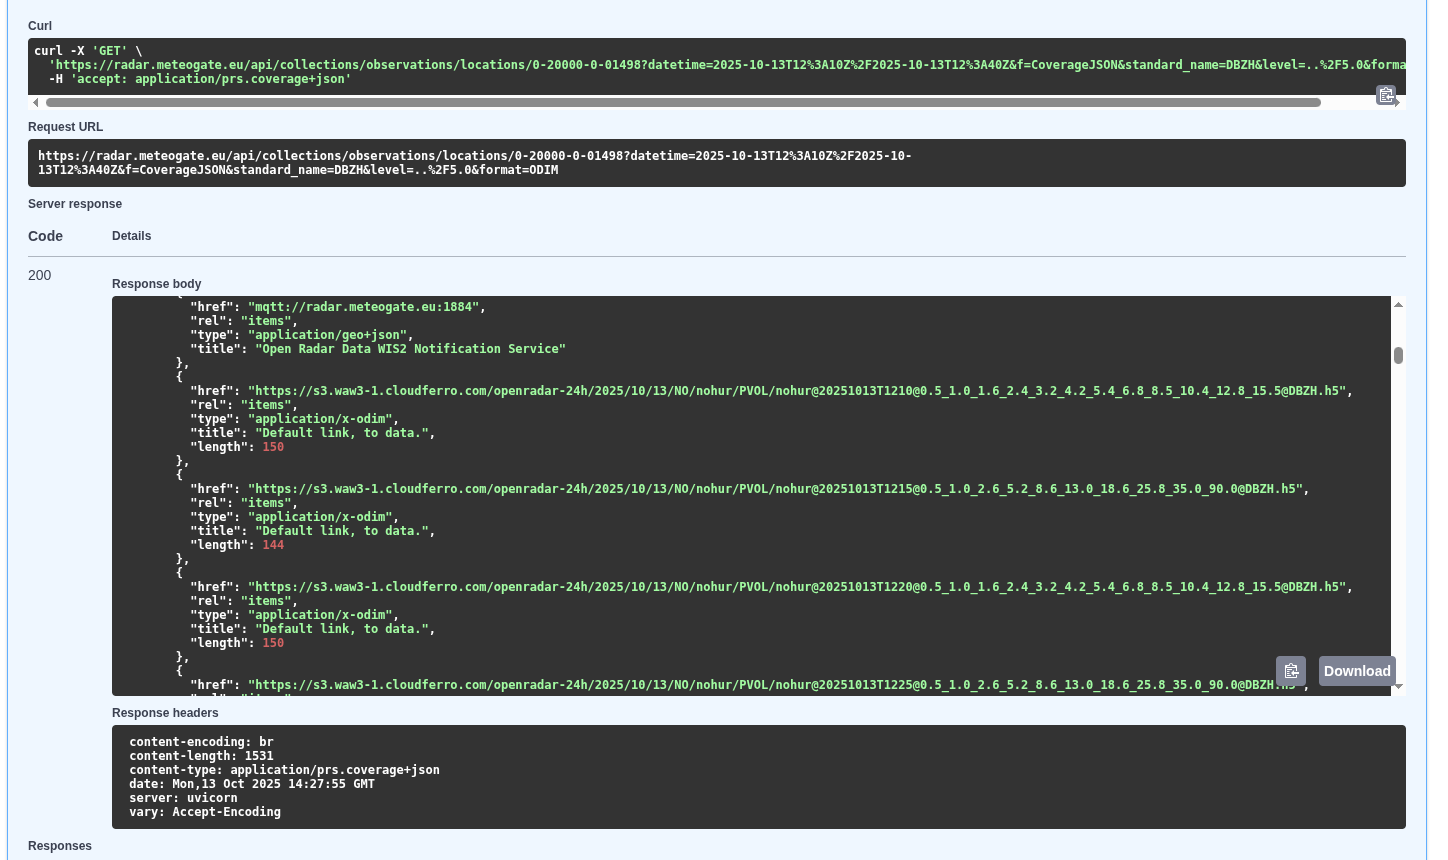 Curl
curl -X 'GET' \
'https://radar.meteogate.eu/api/collections/observations/locations/0-20000-0-01498?datetime=2025-10-13T12%3A10Z%2F2025-10-13T12%3A40Z&f=CoverageJSON&standard_name=DBZH&level=..%2F5.0&forma
-H 'accept: application/prs.coverage+json'
Request URL
https://radar.meteogate.eu/api/collections/observations/locations/0-20000-0-01498?datetime=2025-10-13T12%3A10Z%2F2025-10-
13T12%3A40Z&f=CoverageJSON&standard_name=DBZH&level=..%2F5.0&format=ODIM
Server response
Code Details
200
Response body
{
"href": "mqtt://radar.meteogate.eu:1884",
"rel": "items",
"type": "application/geo+json",
"title": "Open Radar Data WIS2 Notification Service"
},
{
"href": "https://s3.waw3-1.cloudferro.com/openradar-24h/2025/10/13/NO/nohur/PVOL/nohur@20251013T1210@0.5_1.0_1.6_2.4_3.2_4.2_5.4_6.8_8.5_10.4_12.8_15.5@DBZH.h5",
"rel": "items",
"type": "application/x-odim",
"title": "Default link, to data.",
"length": 150
},
{
"href": "https://s3.waw3-1.cloudferro.com/openradar-24h/2025/10/13/NO/nohur/PVOL/nohur@20251013T1215@0.5_1.0_2.6_5.2_8.6_13.0_18.6_25.8_35.0_90.0@DBZH.h5",
"rel": "items",
"type": "application/x-odim",
"title": "Default link, to data.",
"length": 144
},
{
"href": "https://s3.waw3-1.cloudferro.com/openradar-24h/2025/10/13/NO/nohur/PVOL/nohur@20251013T1220@0.5_1.0_1.6_2.4_3.2_4.2_5.4_6.8_8.5_10.4_12.8_15.5@DBZH.h5",
"rel": "items",
"type": "application/x-odim",
"title": "Default link, to data.",
"length": 150
},
{
"href": "https://s3.waw3-1.cloudferro.com/openradar-24h/2025/10/13/NO/nohur/PVOL/nohur@20251013T1225@0.5_1.0_2.6_5.2_8.6_13.0_18.6_25.8_35.0_90.0@DBZH.h5",
Download
Response headers
content-encoding: br
content-length: 1531
content-type: application/prs.coverage+json
date: Mon,13 Oct 2025 14:27:55 GMT
server: uvicorn
vary: Accept-Encoding
Responses